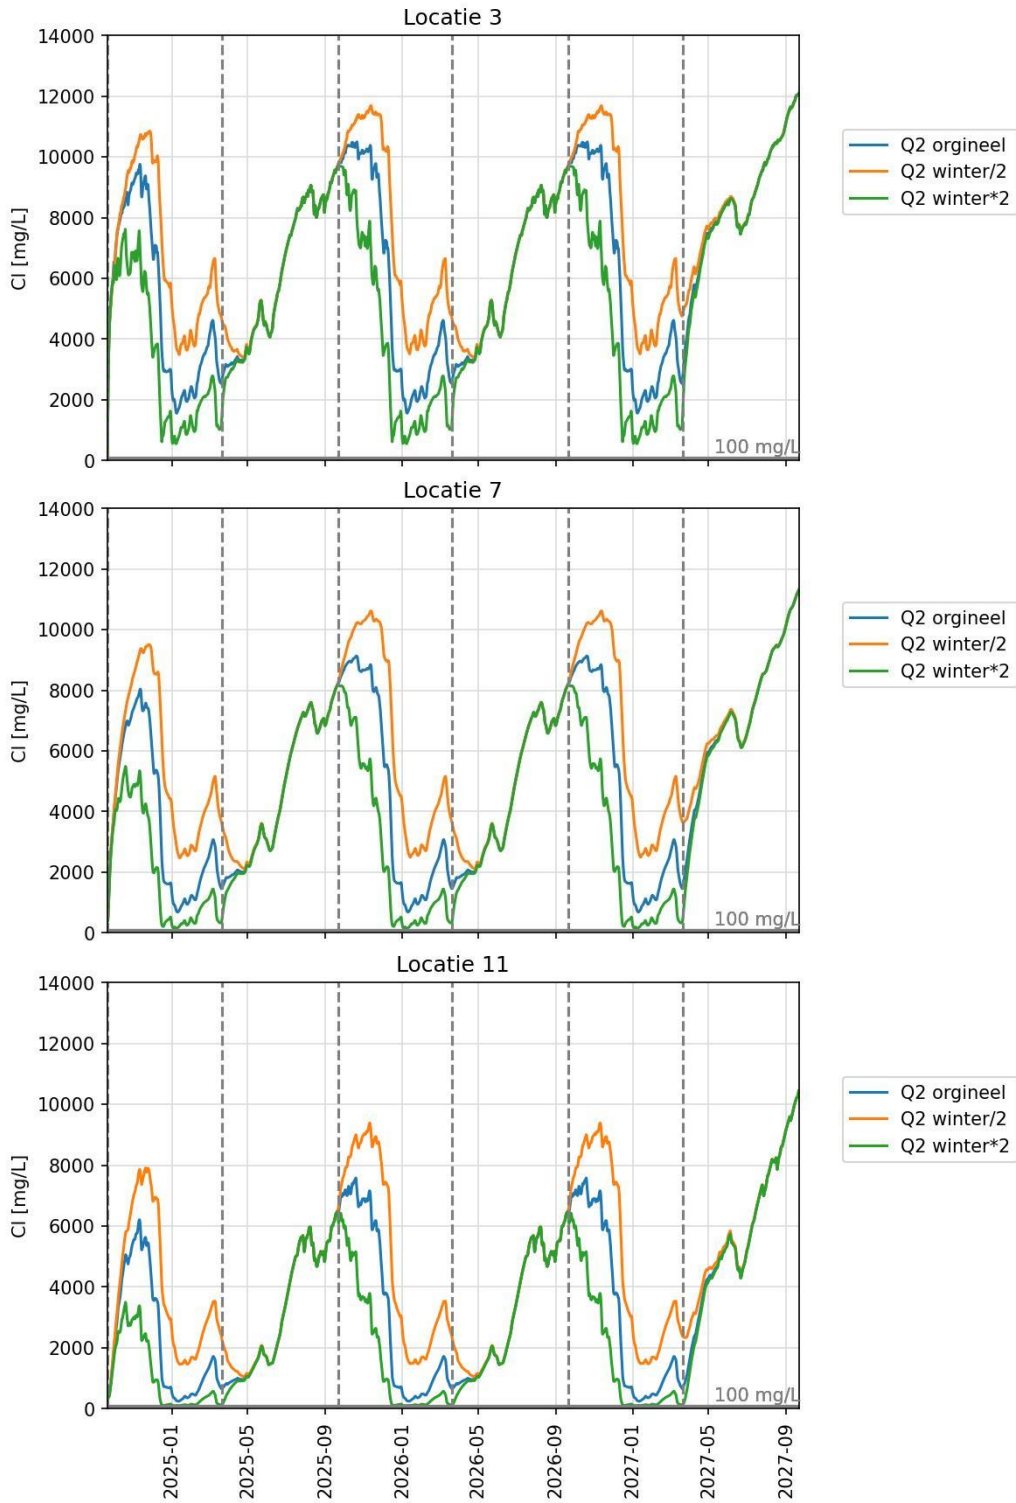 Locatie 3
14000
12000
10000
8000
6000
4000
2000
0
Cl [mg/L]
100 mg/L
Q2 orgineel
Q2 winter/2
Q2 winter*2
Locatie 7
14000
12000
10000
8000
6000
4000
2000
0
Cl [mg/L]
100 mg/L
Q2 orgineel
Q2 winter/2
Q2 winter*2
Locatie 11
14000
12000
10000
8000
6000
4000
2000
0
Cl [mg/L]
100 mg/L
Q2 orgineel
Q2 winter/2
Q2 winter*2
2025-01
2025-05
2025-09
2026-01
2026-05
2026-09
2027-01
2027-05
2027-09